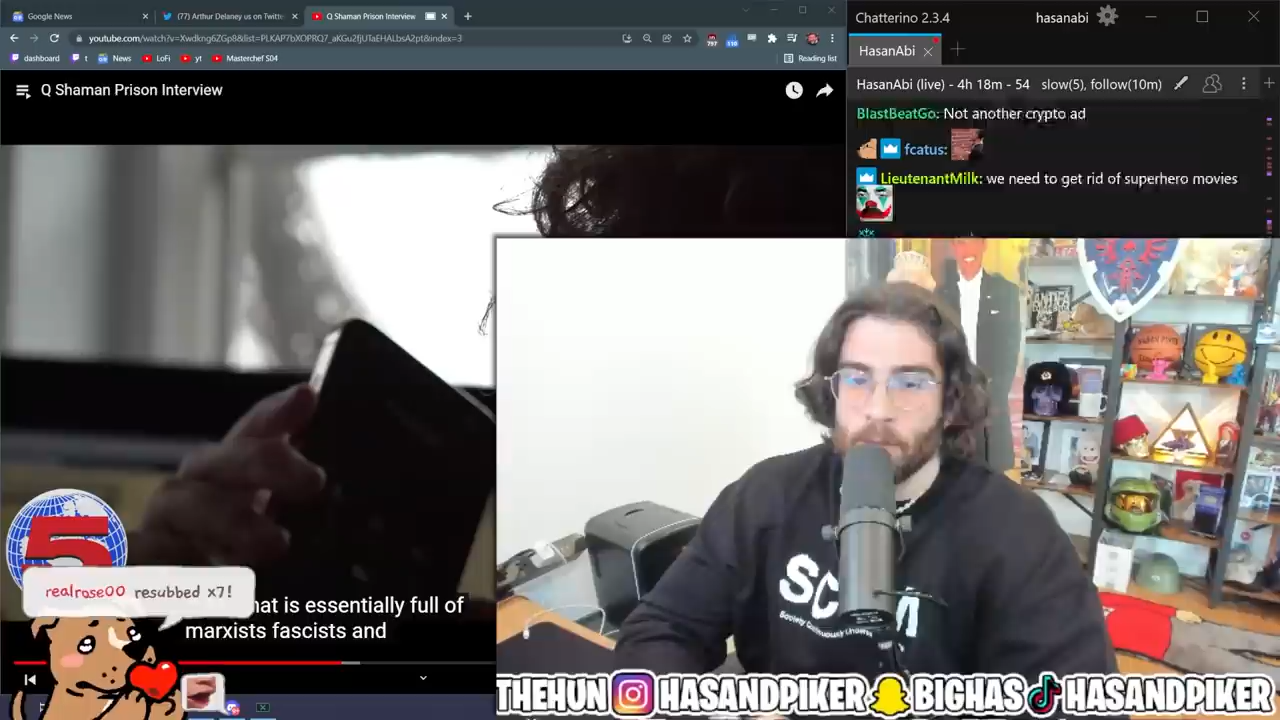 Google News
(77) Arthur Delaney us on Twitte
Q Shaman Prison Interview
youtube.com/watch?v=Xwdkng6ZGp8&list=PLKAP7bXOPRQ7_aKGu2fjUTaEHALbsA2pt&index=3
797
110
dashboard
t
News
LoFi
yt
Masterchef S04
Reading list
Q Shaman Prison Interview
Chatterino 2.3.4
hasanabi
HasanAbi
HasanAbi (live) - 4h 18m - 54
slow(5), follow(10m)
BlastBeatGo: Not another crypto ad
fcatus:
LieutenantMilk: we need to get rid of superhero movies
5
realrose00 resubbed x7!
hat is essentially full of
marxists fascists and
THEHUN
HASANDPIKER
BIGHAS
HASANDPIKER